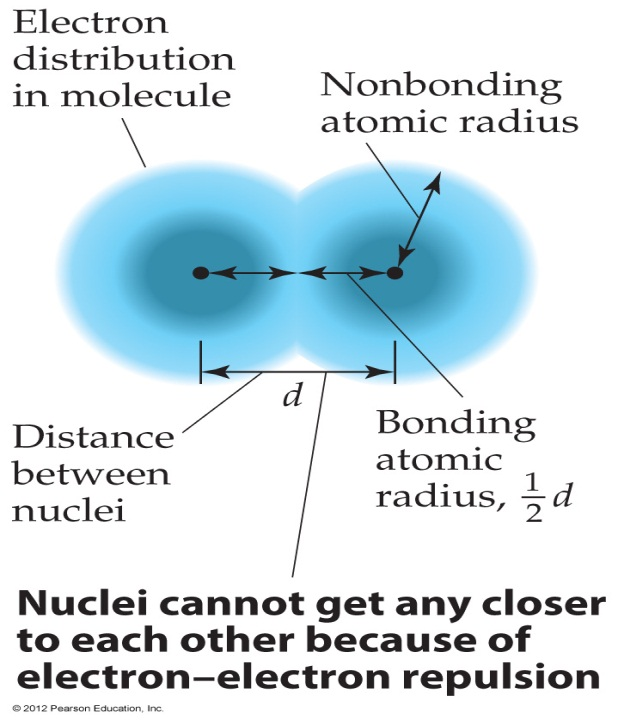 Electron
distribution
in molecule
Nonbonding
atomic radius
d
Distance
between
nuclei
Bonding
atomic
radius, 1/2 d
Nuclei cannot get any closer
to each other because of
electron–electron repulsion
© 2012 Pearson Education, Inc.